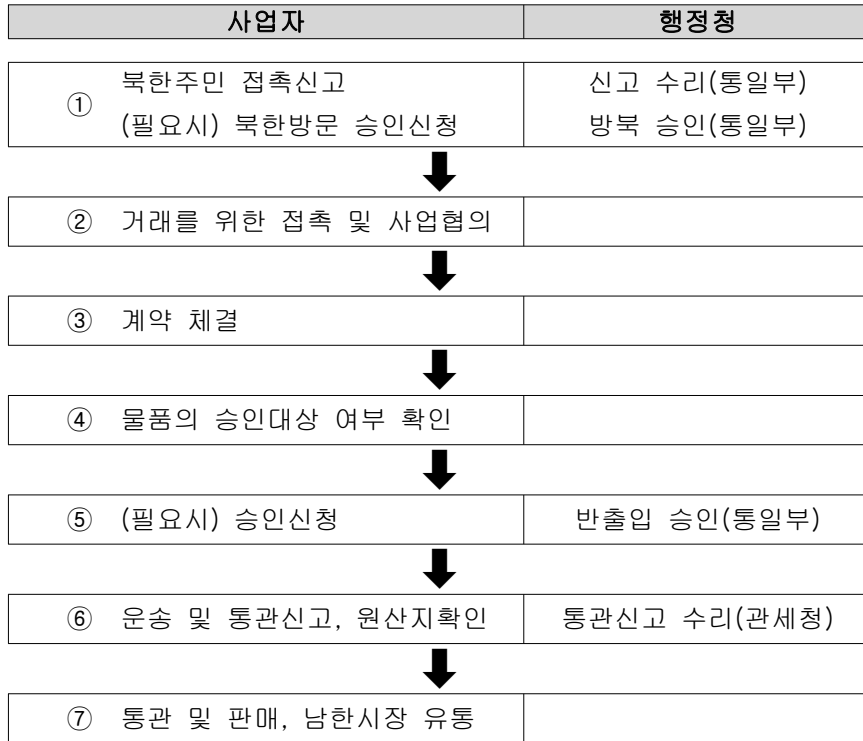 사업자 행정청
① 북한주민 접촉신고 신고 수리(통일부)
(필요시) 북한방문 승인신청 방북 승인(통일부)
② 거래를 위한 접촉 및 사업협의
③ 계약 체결
④ 물품의 승인대상 여부 확인
⑤ (필요시) 승인신청 반출입 승인(통일부)
⑥ 운송 및 통관신고, 원산지확인 통관신고 수리(관세청)
⑦ 통관 및 판매, 남한시장 유통